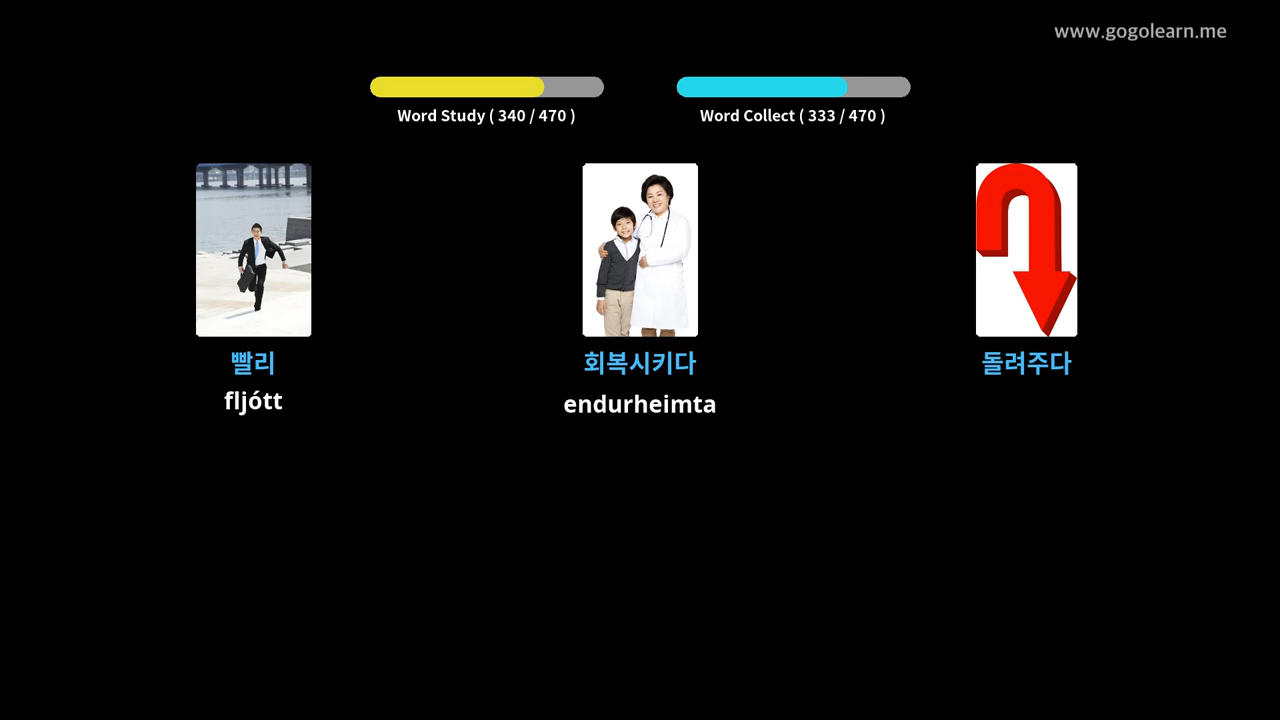 www.gogolearn.me
Word Study ( 340 / 470 )
Word Collect ( 333 / 470 )
빨리
회복시키다
돌려주다
fljótt
endurheimta